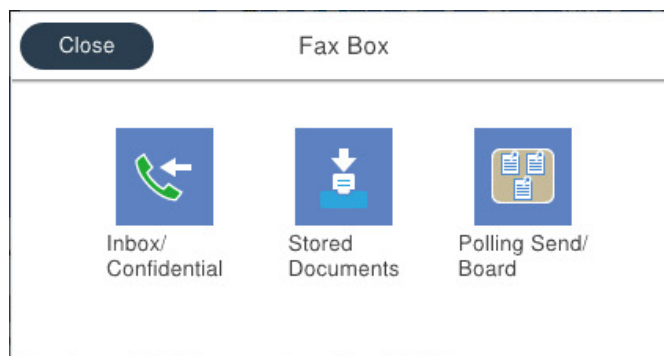 Close
Fax Box
Inbox/
Confidential
Stored
Documents
Polling Send/
Board